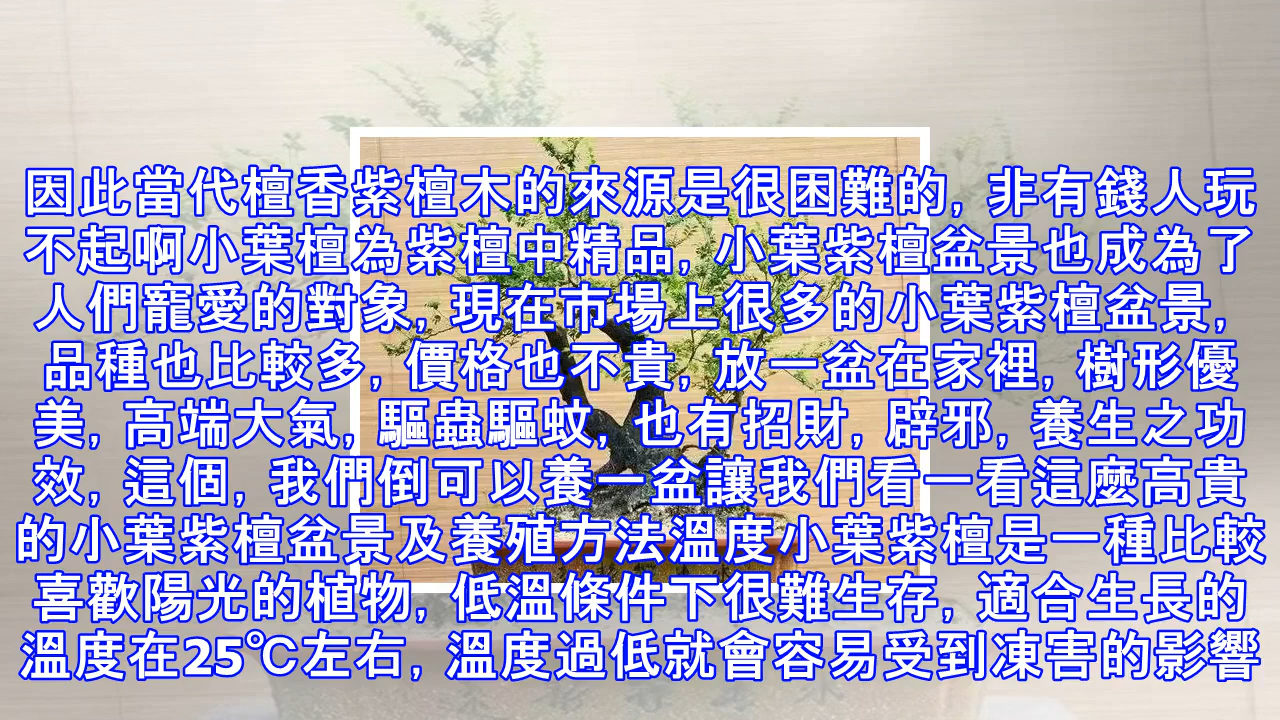 因此當代檀香紫檀木的來源是很困難的, 非有錢人玩
不起啊小葉檀為紫檀中精品, 小葉紫檀盆景也成為了
人們寵愛的對象, 現在市場上很多的小葉紫檀盆景,
品種也比較多, 價格也不貴, 放一盆在家裡, 樹形優
美, 高端大氣, 驅蟲驅蚊, 也有招財, 辟邪, 養生之功
效, 這個, 我們倒可以養一盆讓我們看一看這麼高貴
的小葉紫檀盆景及養殖方法溫度小葉紫檀是一種比較
喜歡陽光的植物, 低溫條件下很難生存, 適合生長的
溫度在25℃左右, 溫度過低就會容易受到凍害的影響